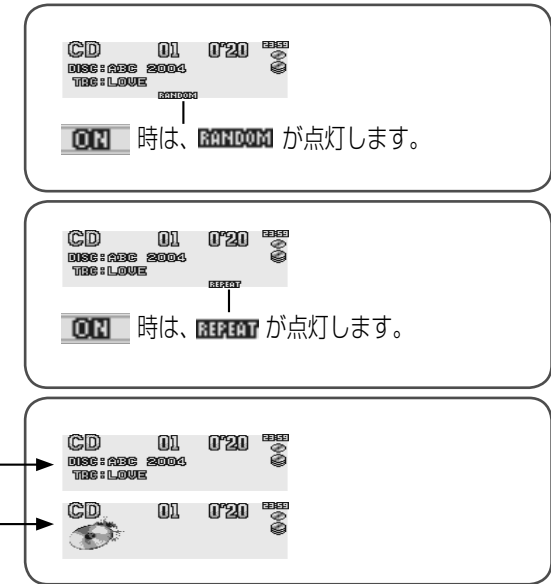 CD 01 0'20 23:59
DISC:ABC 2004
TRC:LOVE
RANDOM
ON 時は、RANDOM が点灯します。
CD 01 0'20 23:59
DISC:ABC 2004
TRC:LOVE
REPEAT
ON 時は、REPEAT が点灯します。
CD 01 0'20 23:59
DISC:ABC 2004
TRC:LOVE
CD 01 0'20 23:59